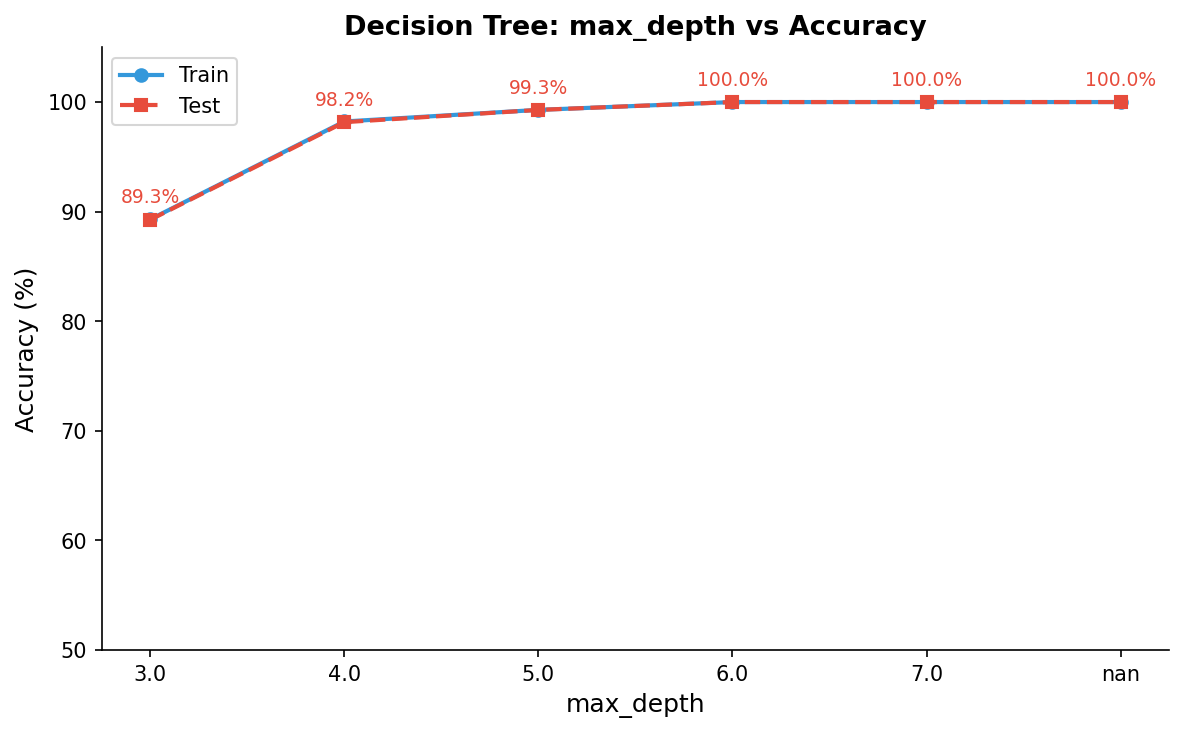 Decision Tree: max_depth vs Accuracy
Train
Test
89.3%
98.2%
99.3%
100.0%
100.0%
100.0%
Accuracy (%)
100
90
80
70
60
50
3.0
4.0
5.0
6.0
7.0
nan
max_depth